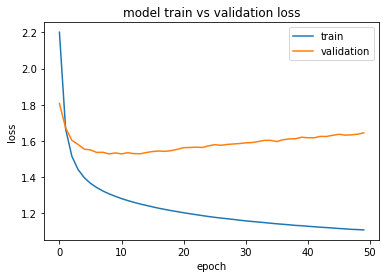 model train vs validation loss
train
validation
loss
2.2
2.0
1.8
1.6
1.4
1.2
0 10 20 30 40 50
epoch